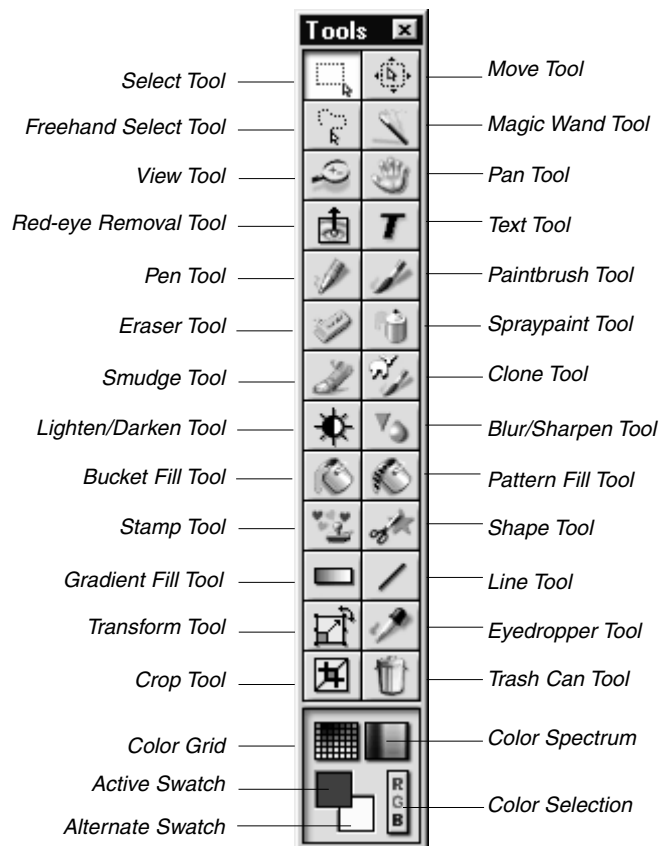 Tools
Select Tool
Move Tool
Freehand Select Tool
Magic Wand Tool
View Tool
Pan Tool
Red-eye Removal Tool
T
Text Tool
Pen Tool
Paintbrush Tool
Eraser Tool
Spraypaint Tool
Smudge Tool
Clone Tool
Lighten/Darken Tool
Blur/Sharpen Tool
Bucket Fill Tool
Pattern Fill Tool
Stamp Tool
Shape Tool
Gradient Fill Tool
Line Tool
Transform Tool
Eyedropper Tool
Crop Tool
Trash Can Tool
Color Grid
Color Spectrum
Active Swatch
R
G
B
Color Selection
Alternate Swatch